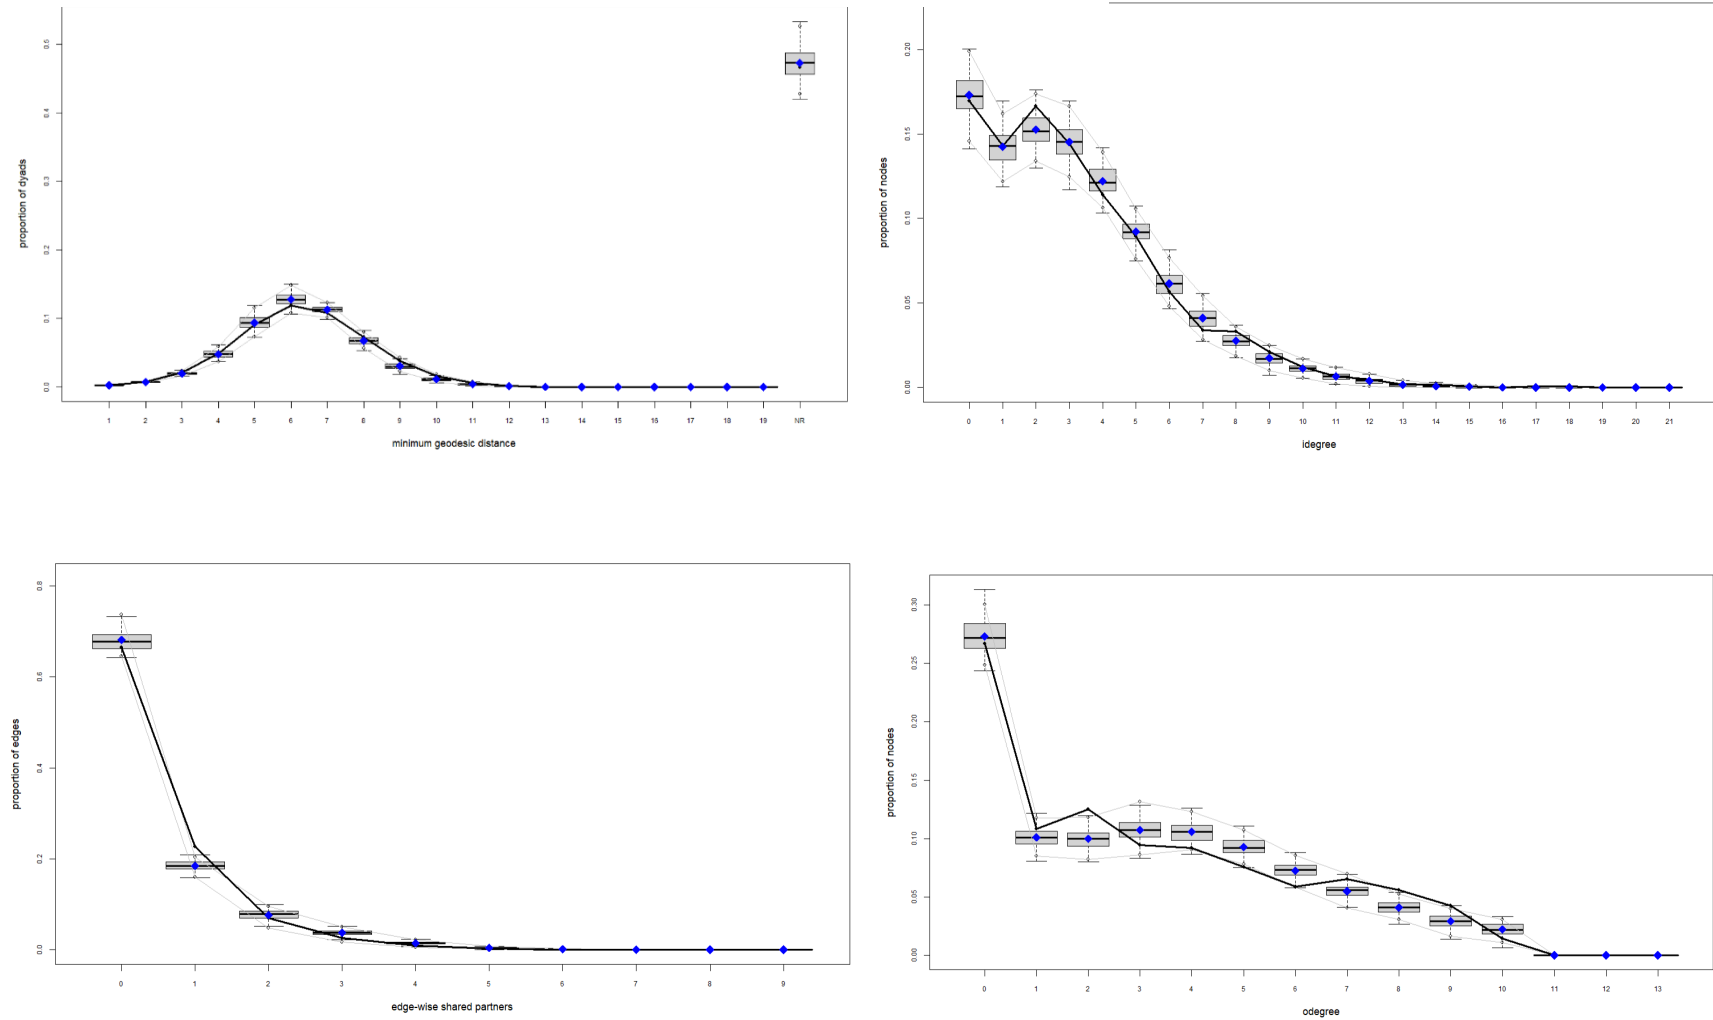 0.5
0.4
0.3
0.2
0.1
0.0
proportion of dyads
1 2 3 4 5 6 7 8 9 10 11 12 13 14 15 16 17 18 19 NR
minimum geodesic distance
0.20
0.15
0.10
0.05
0.00
proportion of nodes
0 1 2 3 4 5 6 7 8 9 10 11 12 13 14 15 16 17 18 19 20 21
idegree
0.8
0.6
0.4
0.2
0.0
proportion of edges
0 1 2 3 4 5 6 7 8 9
edge-wise shared partners
0.30
0.25
0.20
0.15
0.10
0.05
0.00
proportion of nodes
0 1 2 3 4 5 6 7 8 9 10 11 12 13
odegree